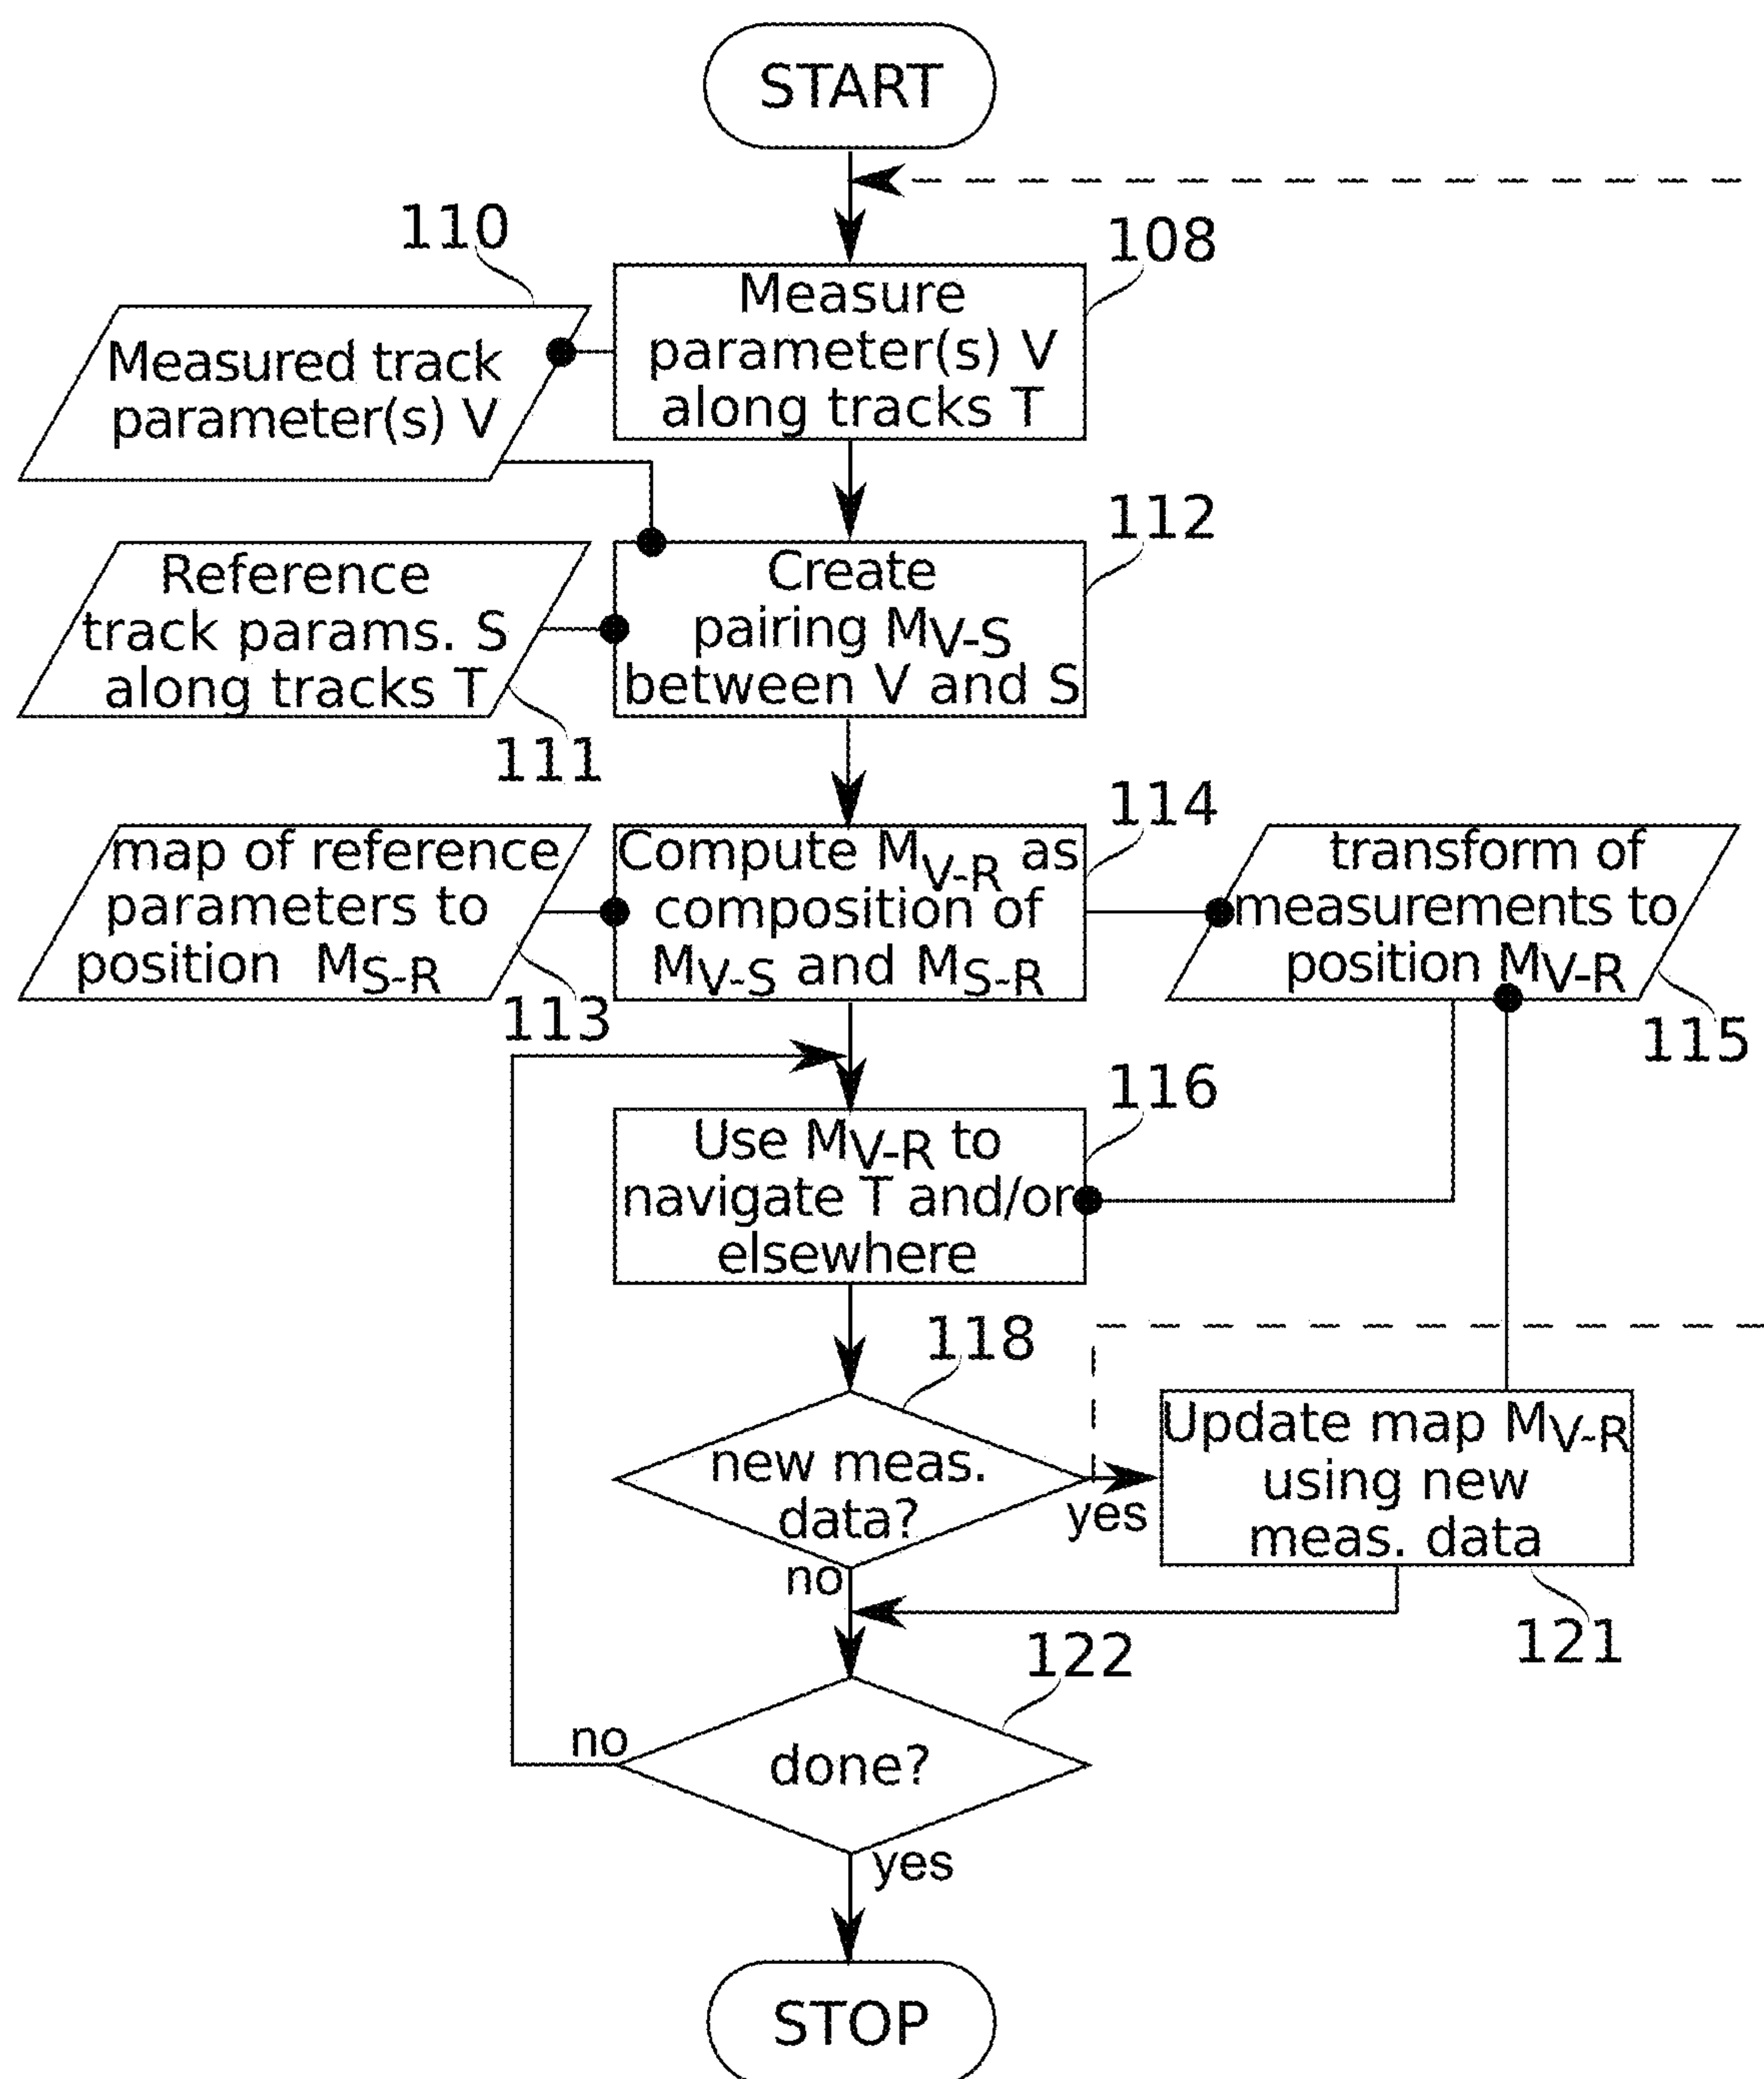 START
110
108
Measure
parameter(s) V
along tracks T
Measured track
parameter(s) V
112
Reference
track params. S
along tracks T
111
Create
pairing MV-S
between V and S
114
map of reference
parameters to
position MS-R
113
Compute MV-R as
composition of
MV-S and MS-R
transform of
measurements to
position MV-R
115
116
Use MV-R to
navigate T and/or
elsewhere
118
new meas.
data?
yes
no
Update map MV-R
using new
meas. data
121
122
done?
no
yes
STOP